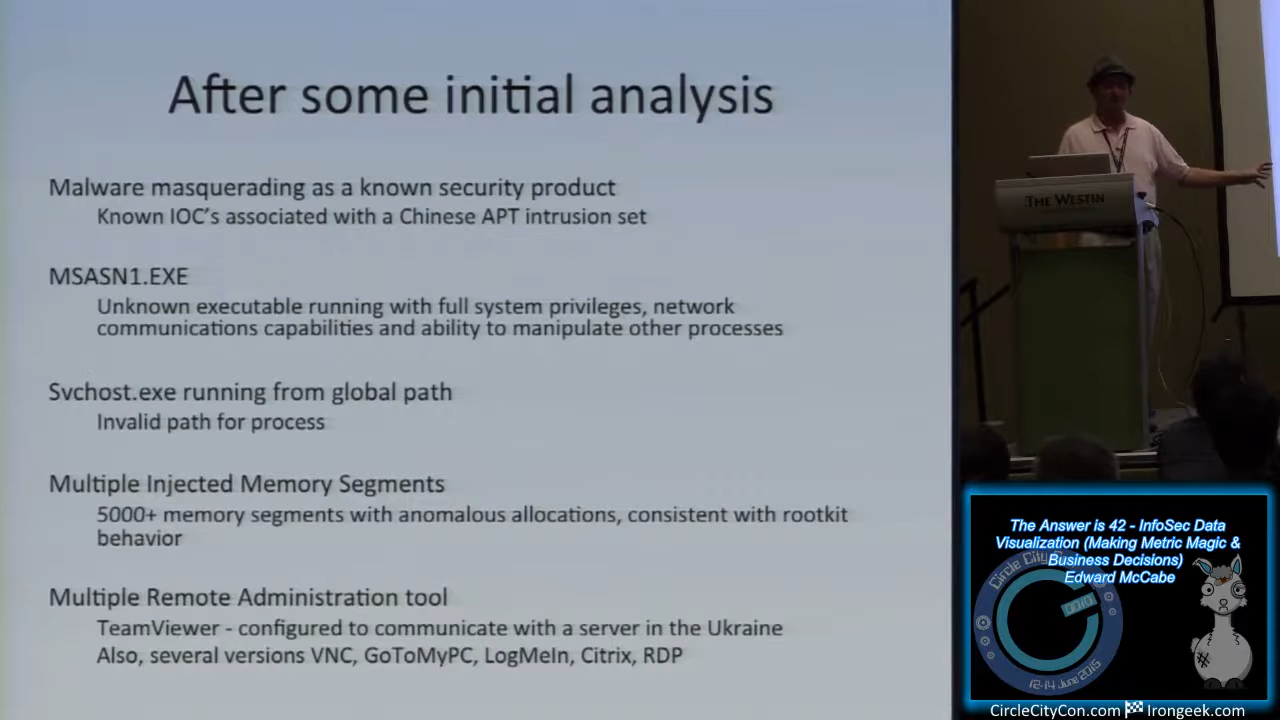 After some initial analysis
Malware masquerading as a known security product
Known IOC's associated with a Chinese APT intrusion set
MSASN1.EXE
Unknown executable running with full system privileges, network
communications capabilities and ability to manipulate other processes
Svchost.exe running from global path
Invalid path for process
Multiple Injected Memory Segments
5000+ memory segments with anomalous allocations, consistent with rootkit
behavior
Multiple Remote Administration tool
TeamViewer - configured to communicate with a server in the Ukraine
Also, several versions VNC, GoToMyPC, LogMeIn, Citrix, RDP
THE WESTIN
The Answer is 42 - InfoSec Data
Visualization (Making Metric Magic &
Business Decisions)
Edward McCabe
Circle City
12-14 June 2015
CircleCityCon.com Irongeek.com